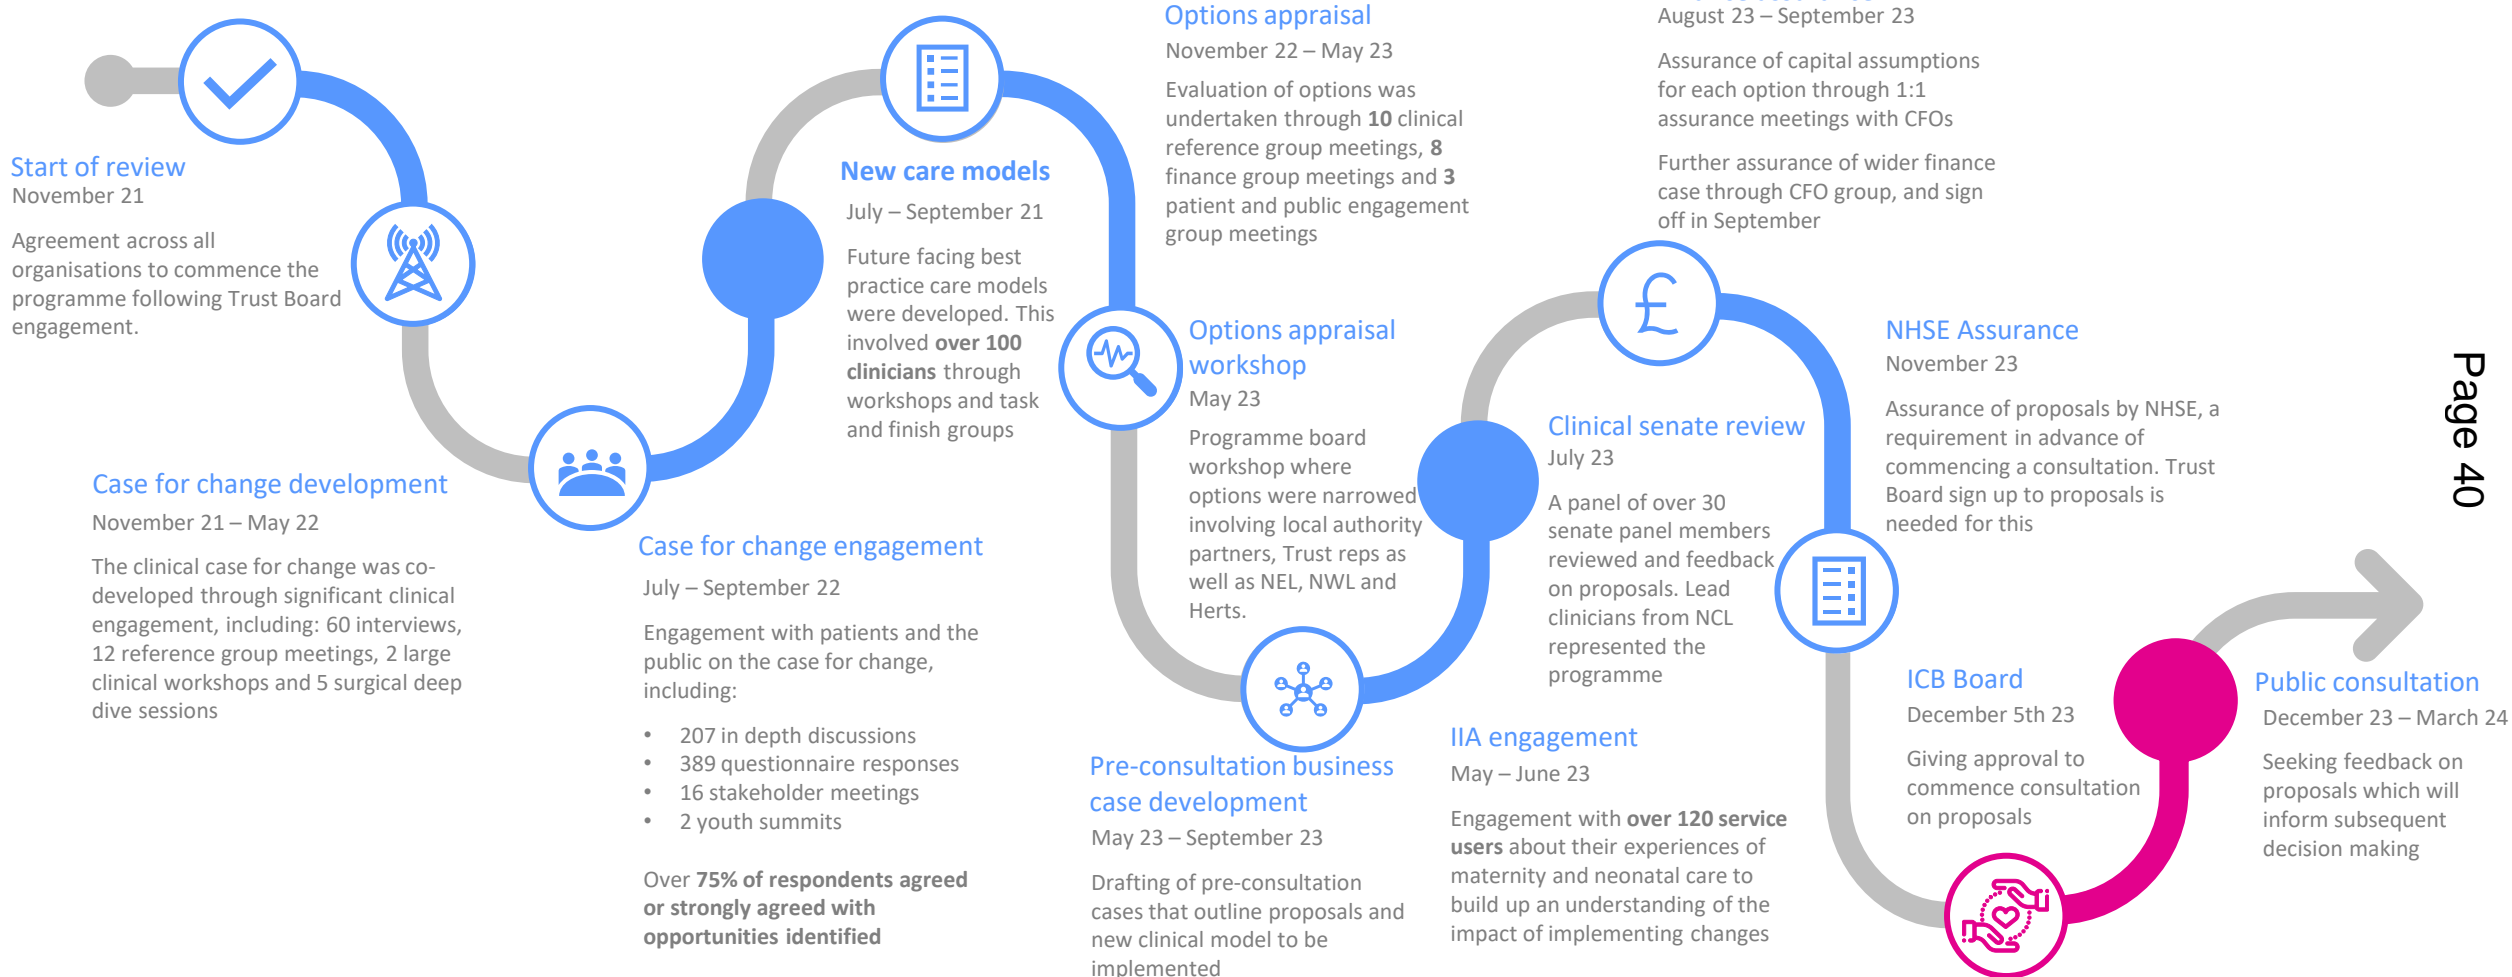 Start of review
November 21
Agreement across all
organisations to commence the
programme following Trust Board
engagement.
Case for change development
November 21 – May 22
The clinical case for change was co-
developed through significant clinical
engagement, including: 60 interviews,
12 reference group meetings, 2 large
clinical workshops and 5 surgical deep
dive sessions
Case for change engagement
July – September 22
Engagement with patients and the
public on the case for change,
including:
• 207 in depth discussions
• 389 questionnaire responses
• 16 stakeholder meetings
• 2 youth summits
Over 75% of respondents agreed
or strongly agreed with
opportunities identified
New care models
July – September 21
Future facing best
practice care models
were developed. This
involved over 100
clinicians through
workshops and task
and finish groups
Options appraisal
November 22 – May 23
Evaluation of options was
undertaken through 10 clinical
reference group meetings, 8
finance group meetings and 3
patient and public engagement
group meetings
Options appraisal
workshop
May 23
Programme board
workshop where
options were narrowed
involving local authority
partners, Trust reps as
well as NEL, NWL and
Herts.
Pre-consultation business
case development
May 23 – September 23
Drafting of pre-consultation
cases that outline proposals and
new clinical model to be
implemented
IIA engagement
May – June 23
Engagement with over 120 service
users about their experiences of
maternity and neonatal care to
build up an understanding of the
impact of implementing changes
Clinical senate review
July 23
A panel of over 30
senate panel members
reviewed and feedback
on proposals. Lead
clinicians from NCL
represented the
programme
August 23 – September 23
Assurance of capital assumptions
for each option through 1:1
assurance meetings with CFOs
Further assurance of wider finance
case through CFO group, and sign
off in September
£
NHSE Assurance
November 23
Assurance of proposals by NHSE, a
requirement in advance of
commencing a consultation. Trust
Board sign up to proposals is
needed for this
ICB Board
December 5th 23
Giving approval to
commence consultation
on proposals
Public consultation
December 23 – March 24
Seeking feedback on
proposals which will
inform subsequent
decision making
Page 40